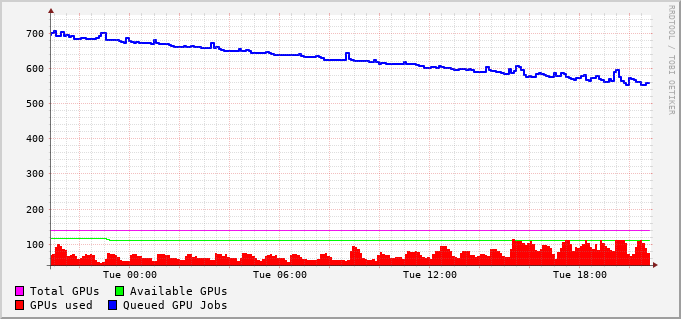 RRDTOOL / TOBI OETIKER
700
600
500
400
300
200
100
Tue 00:00 Tue 06:00 Tue 12:00 Tue 18:00
Total GPUs Available GPUs
GPUs used Queued GPU Jobs